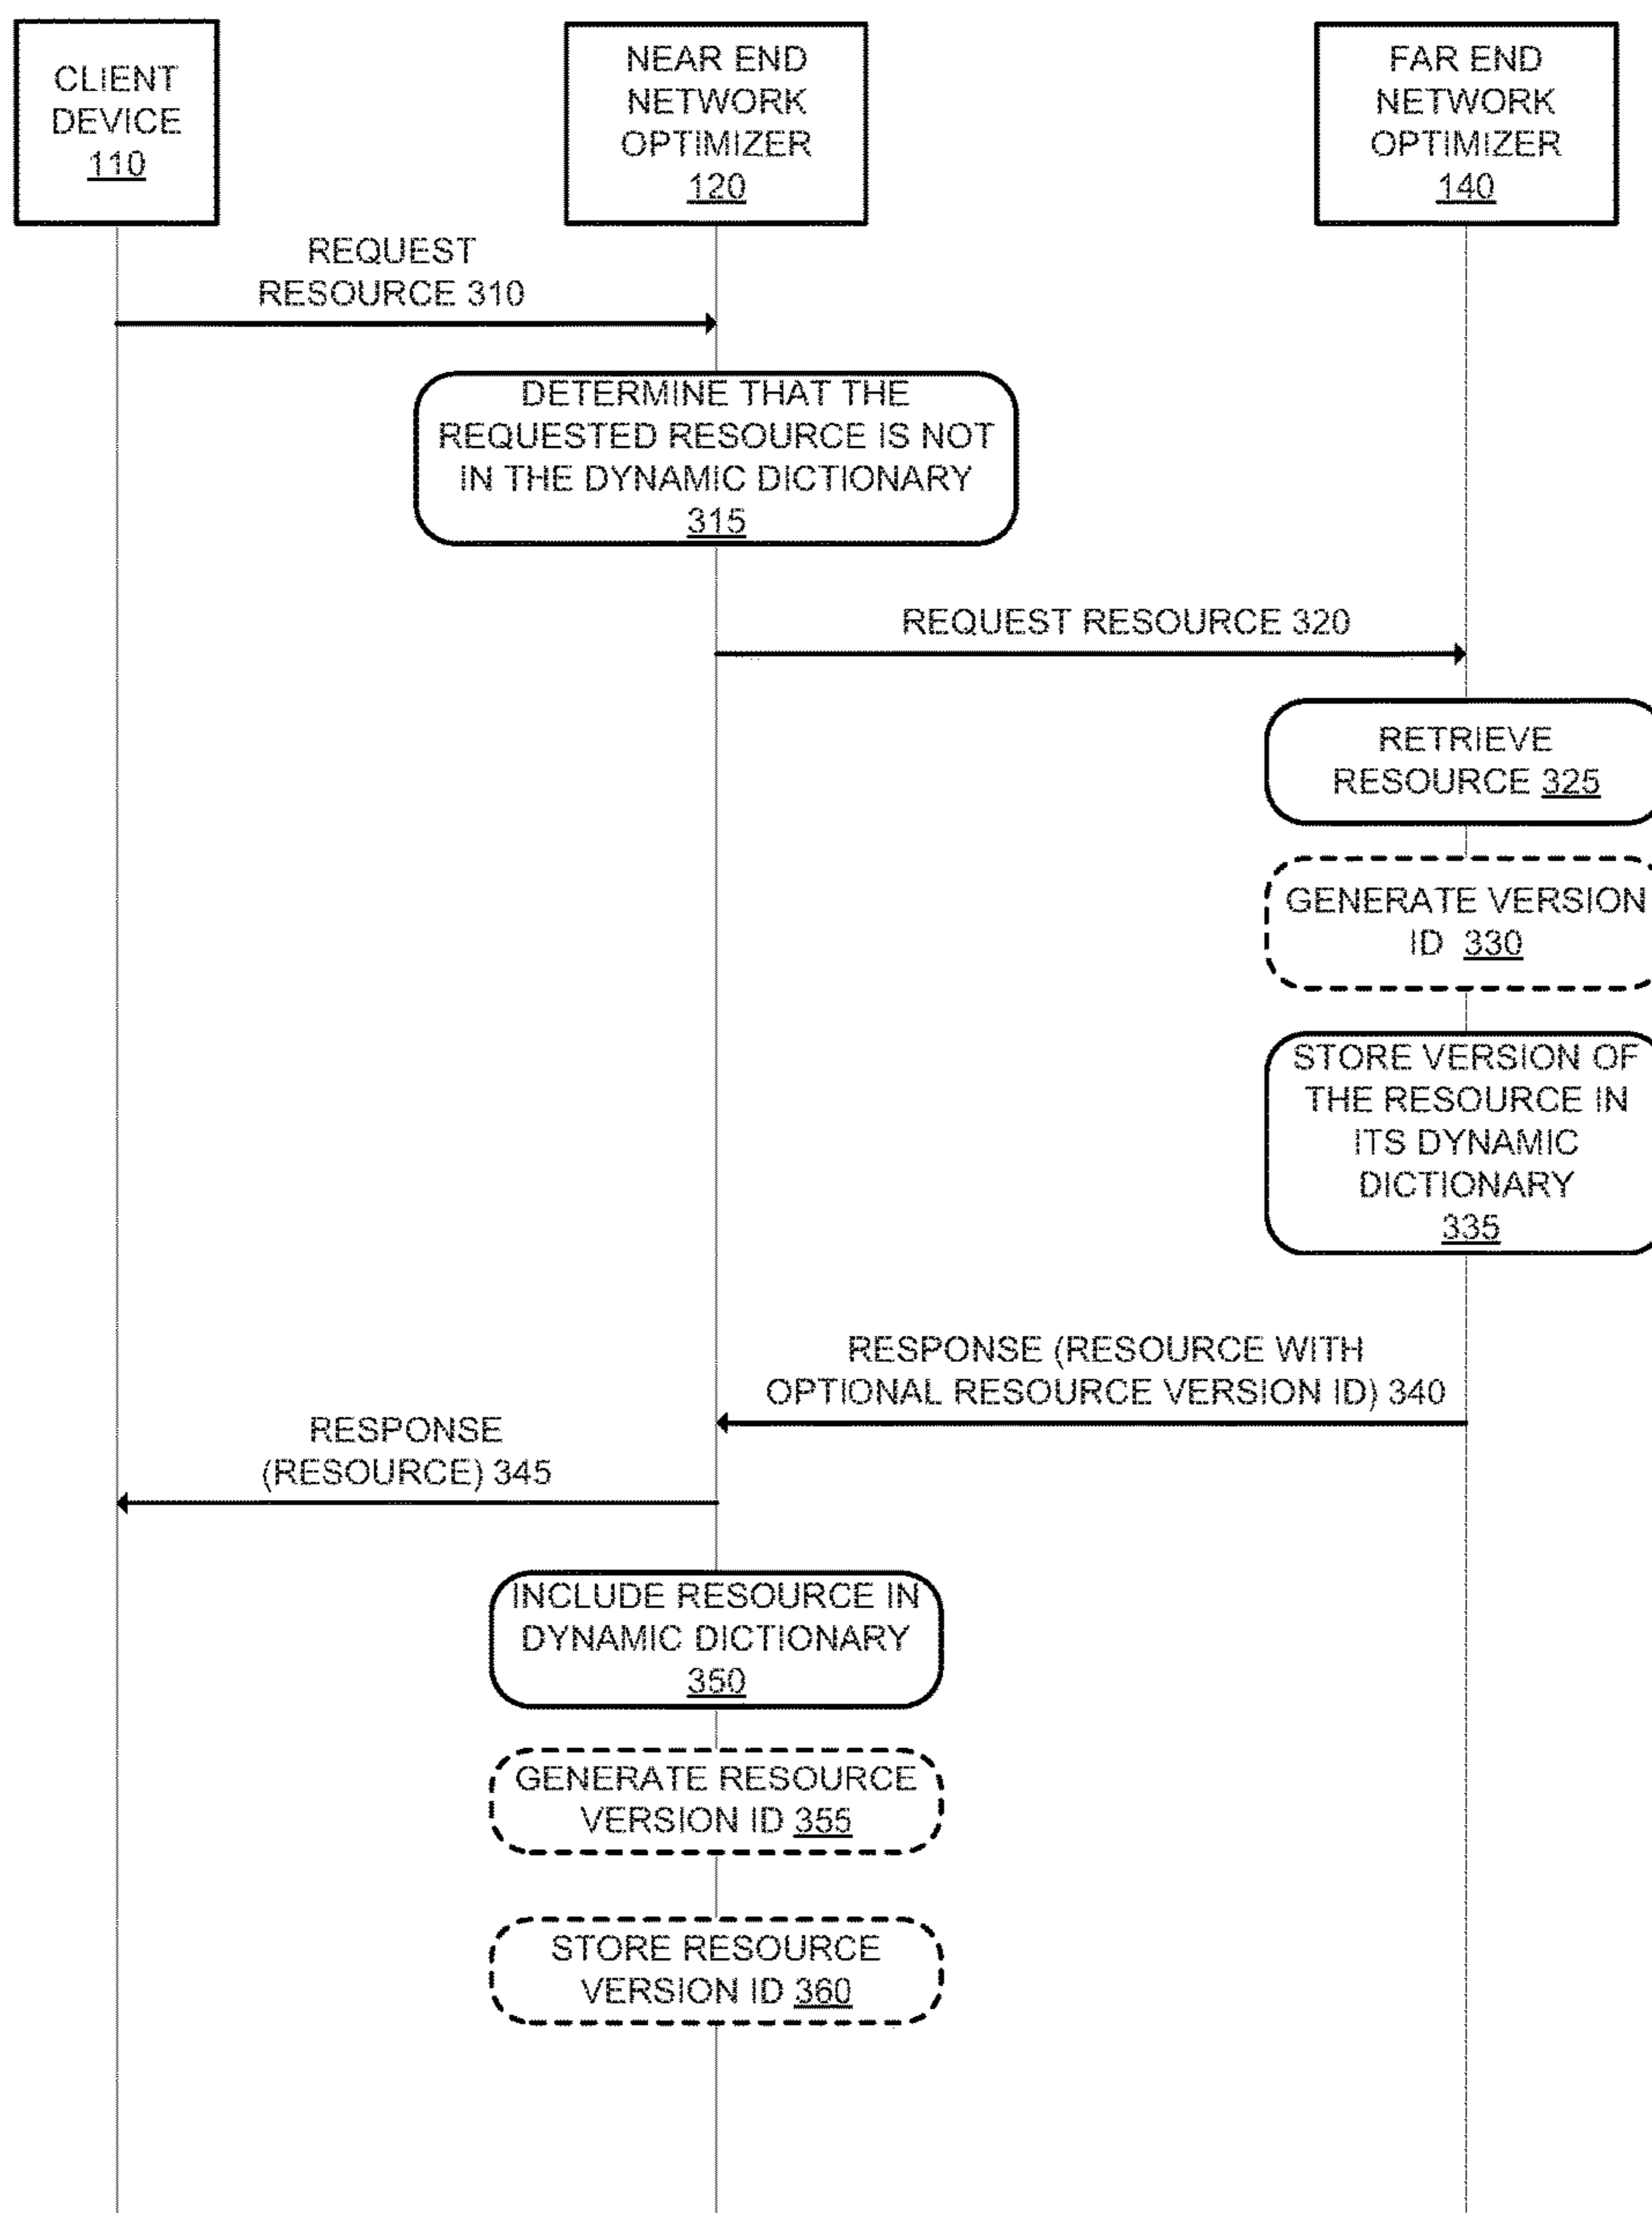 CLIENT
DEVICE
110
NEAR END
NETWORK
OPTIMIZER
120
FAR END
NETWORK
OPTIMIZER
140
REQUEST
RESOURCE 310
DETERMINE THAT THE
REQUESTED RESOURCE IS NOT
IN THE DYNAMIC DICTIONARY
315
REQUEST RESOURCE 320
RETRIEVE
RESOURCE 325
GENERATE VERSION
ID 330
STORE VERSION OF
THE RESOURCE IN
ITS DYNAMIC
DICTIONARY
335
RESPONSE (RESOURCE WITH
OPTIONAL RESOURCE VERSION ID) 340
RESPONSE
(RESOURCE) 345
INCLUDE RESOURCE IN
DYNAMIC DICTIONARY
350
GENERATE RESOURCE
VERSION ID 355
STORE RESOURCE
VERSION ID 360